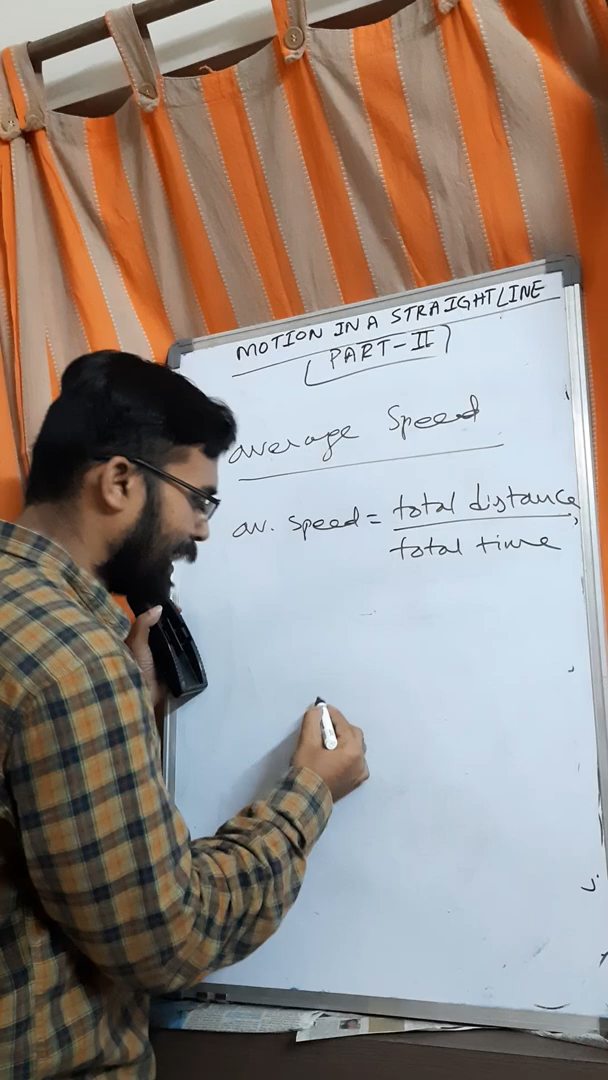 MOTION IN A STRAIGHT LINE
(PART-II)
average Speed
av. Speed = total distance
total time